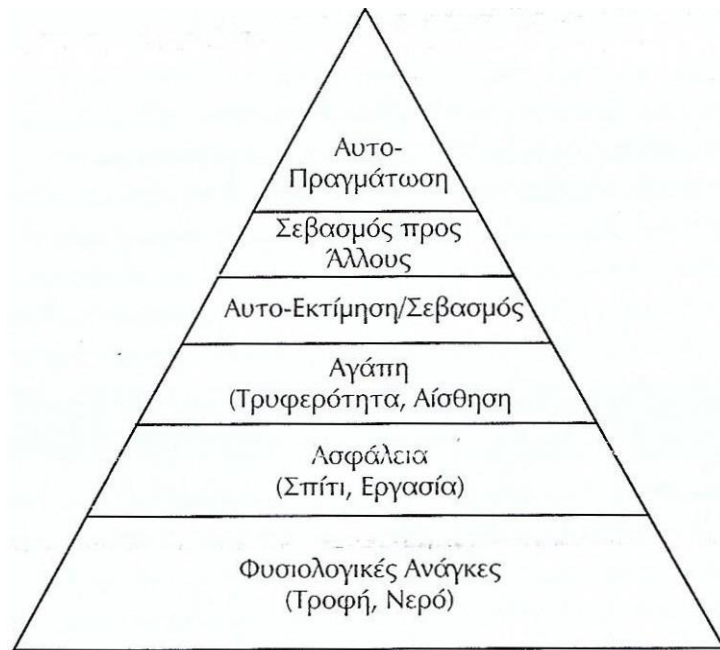 Αυτο-
Πραγμάτωση
Σεβασμός προς
Άλλους
Αυτο-Εκτίμηση/Σεβασμός
Αγάπη
(Τρυφερότητα, Αίσθηση
Ασφάλεια
(Σπίτι, Εργασία)
Φυσιολογικές Ανάγκες
(Τροφή, Νερό)